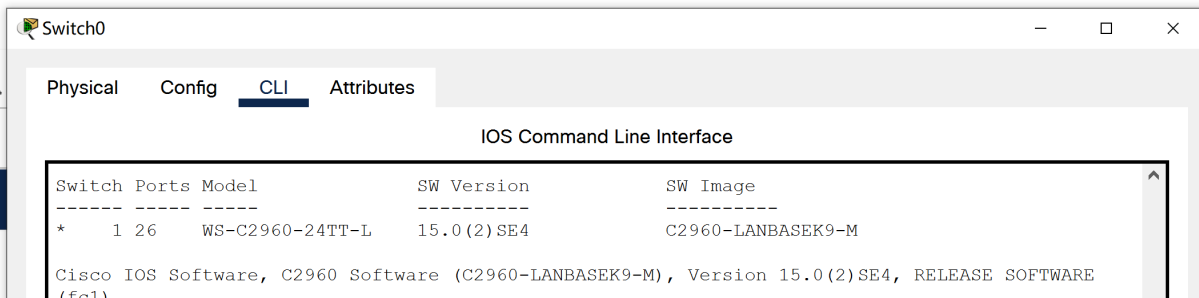 Switch0
Physical Config CLI Attributes
IOS Command Line Interface
Switch Ports Model SW Version SW Image
------ ----- ----- ---------- ----------
* 1 26 WS-C2960-24TT-L 15.0(2)SE4 C2960-LANBASEK9-M
Cisco IOS Software, C2960 Software (C2960-LANBASEK9-M), Version 15.0(2)SE4, RELEASE SOFTWARE
(fc1)